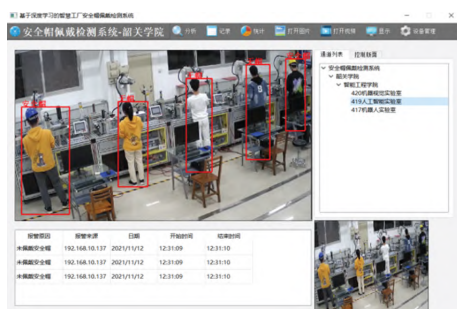 基于深度学习的智慧工厂安全帽检测系统
安全帽佩戴检测系统-韶关学院 分析 记录 统计 打开图片 打开视频 显示 设备管理
通道列表 控制标面
安全帽佩戴检测系统
韶关学院
智能工程学院
420机器视觉实验室
419人工智能实验室
417机器人实验室
报警原因 报警来源 日期 开始时间 结束时间
未佩戴安全帽 192.168.10.137 2021/11/12 12:31:09 12:31:10
未佩戴安全帽 192.168.10.137 2021/11/12 12:31:09 12:31:10
未佩戴安全帽 192.168.10.137 2021/11/12 12:31:09 12:31:10